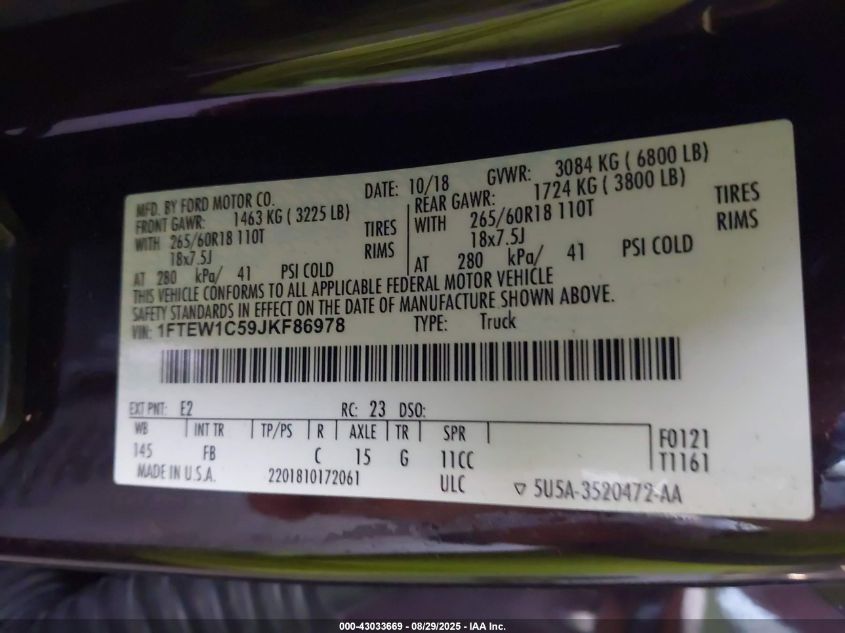 MFD. BY FORD MOTOR CO. DATE: 10/18 GVWR: 3084 KG ( 6800 LB)
FRONT GAWR: 1463 KG ( 3225 LB) REAR GAWR: 1724 KG ( 3800 LB)
WITH 265/60R18 110T TIRES WITH 265/60R18 110T TIRES
18x7.5J RIMS 18x7.5J RIMS
AT 280 kPa/ 41 PSI COLD AT 280 kPa/ 41 PSI COLD
THIS VEHICLE CONFORMS TO ALL APPLICABLE FEDERAL MOTOR VEHICLE
SAFETY STANDARDS IN EFFECT ON THE DATE OF MANUFACTURE SHOWN ABOVE.
VIN: 1FTEW1C59JKF86978 TYPE: Truck
EXT PNT: E2 RC: 23 DSO:
WB INT TR TP/PS R AXLE TR SPR F0121
145 FB C 15 G 11CC T1161
MADE IN U.S.A. 2201810172061 ULC ▽ 5U5A-3520472-AA
000-43033669 - 08/29/2025 - IAA Inc.